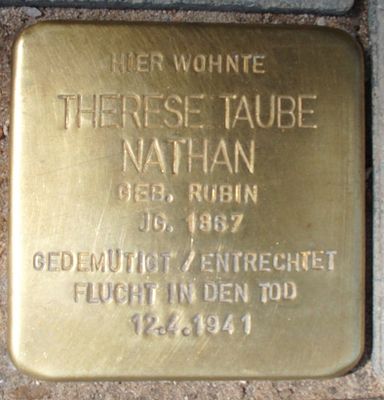 HIER WOHNTE
THERESE TAUBE
NATHAN
GEB. RUBIN
JG. 1867
GEDEMÜTIGT / ENTRECHTET
FLUCHT IN DEN TOD
12.4.1941